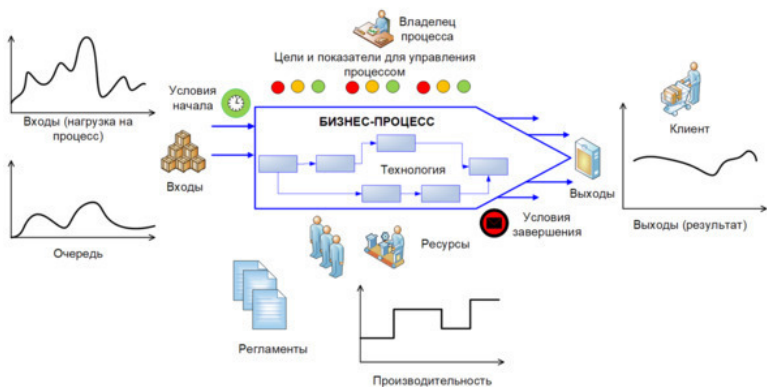 Владелец
процесса
Цели и показатели для управления
процессом
Условия
начала
Входы (нагрузка на
процесс)
БИЗНЕС-ПРОЦЕСС
Технология
Входы
Выходы
Клиент
Выходы (результат)
Очередь
Условия
завершения
Ресурсы
Регламенты
Производительность